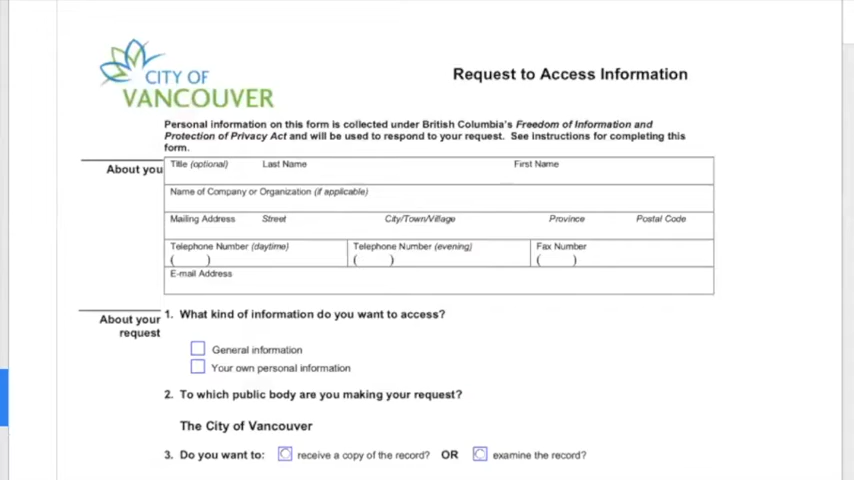 CITY OF
VANCOUVER
Request to Access Information
Personal information on this form is collected under British Columbia's Freedom of Information and
Protection of Privacy Act and will be used to respond to your request. See instructions for completing this
form.
About you
Title (optional) Last Name First Name
Name of Company or Organization (if applicable)
Mailing Address Street City/Town/Village Province Postal Code
Telephone Number (daytime) Telephone Number (evening) Fax Number
( ) ( ) ( )
E-mail Address
About your
request
1. What kind of information do you want to access?
General information
Your own personal information
2. To which public body are you making your request?
The City of Vancouver
3. Do you want to: receive a copy of the record? OR examine the record?